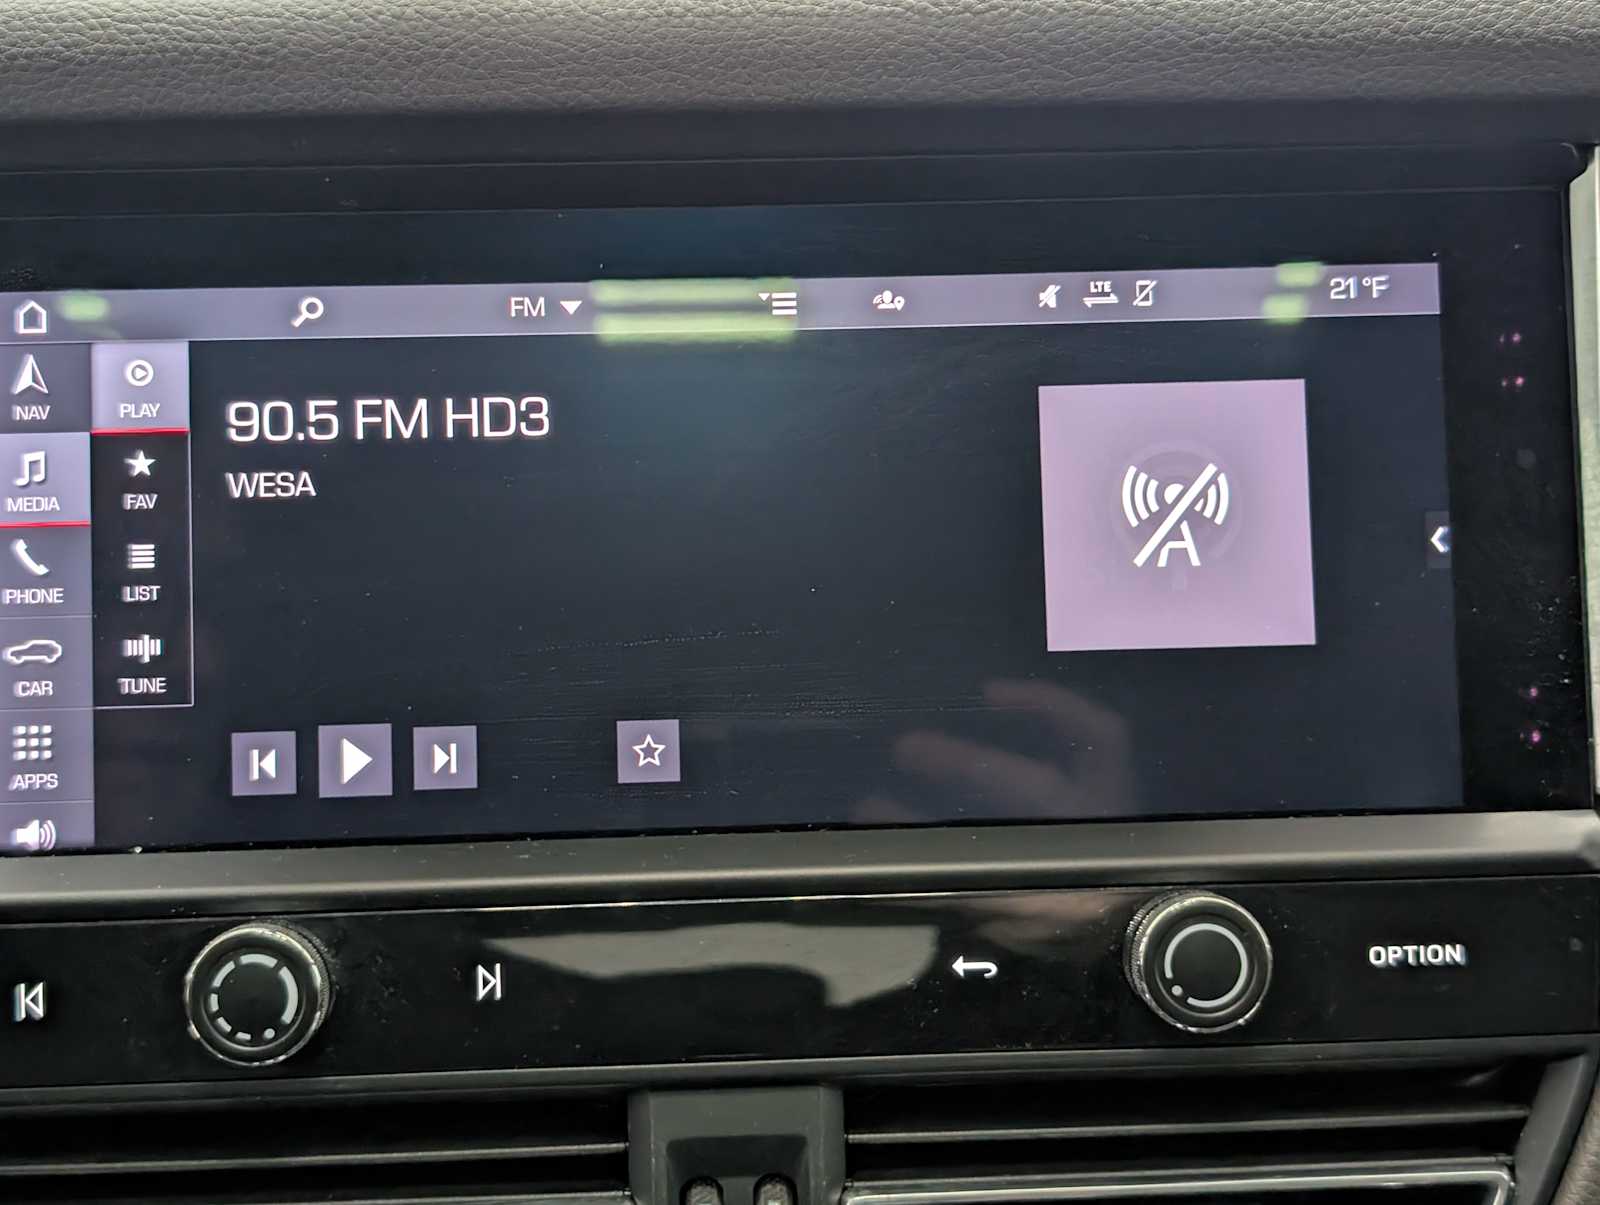 FM
LTE
21°F
NAV
PLAY
90.5 FM HD3
WESA
MEDIA
FAV
PHONE
LIST
CAR
TUNE
APPS
OPTION